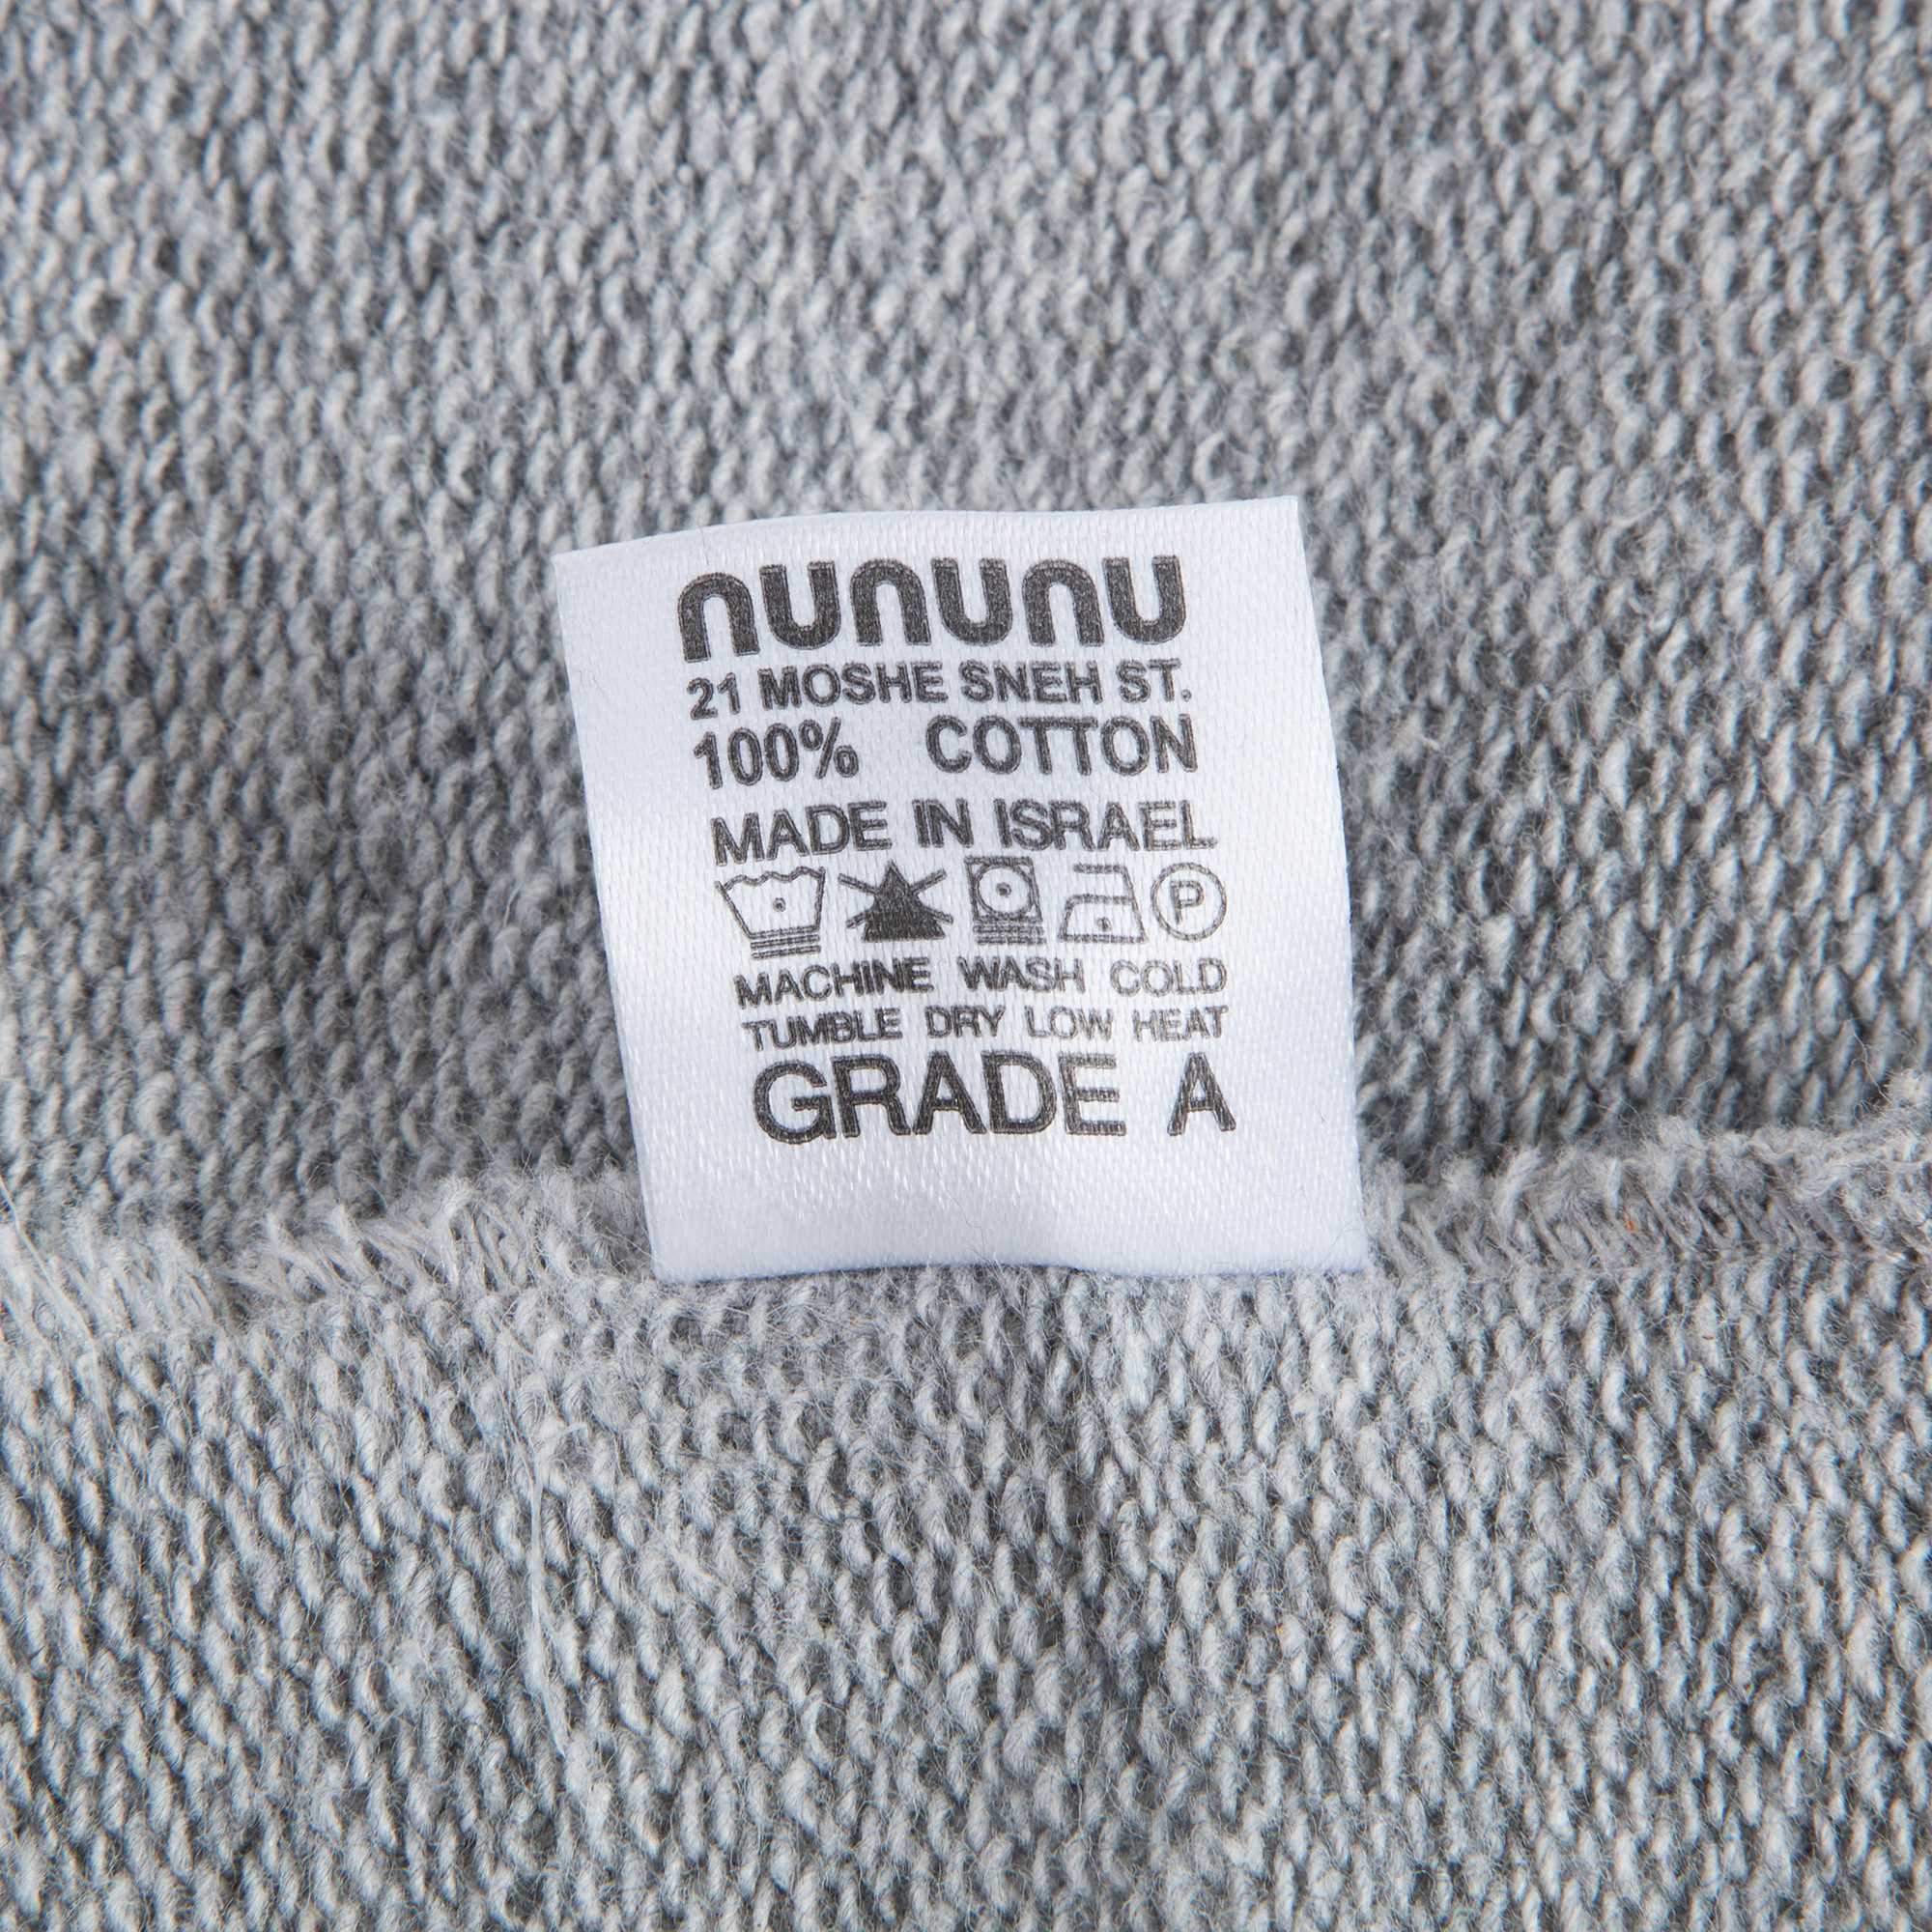 nununu
21 MOSHE SNEH ST.
100% COTTON
MADE IN ISRAEL
P
MACHINE WASH COLD
TUMBLE DRY LOW HEAT
GRADE A